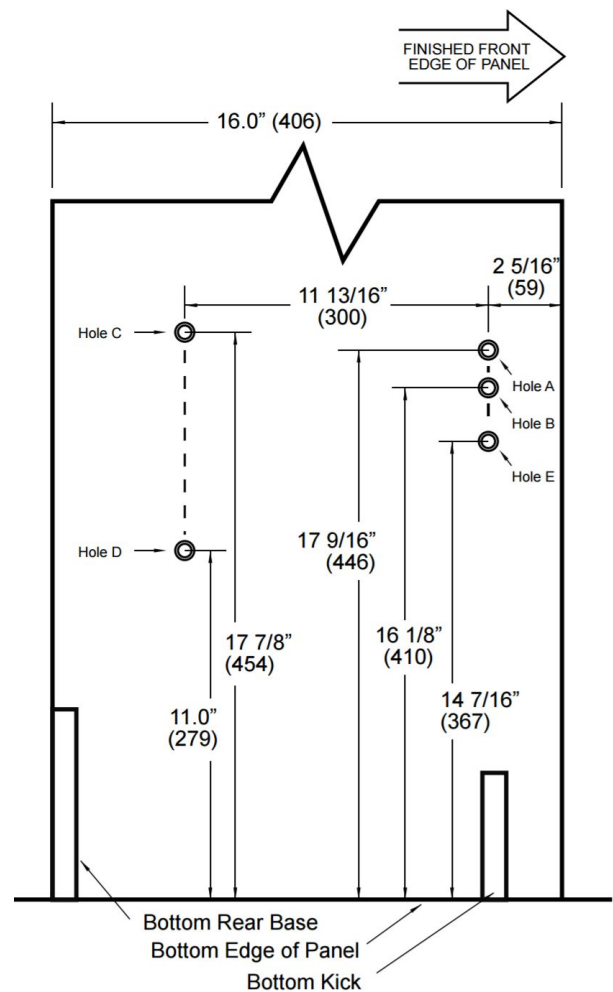 FINISHED FRONT
EDGE OF PANEL
16.0” (406)
2 5/16”
(59)
11 13/16”
(300)
Hole C
Hole A
Hole B
Hole E
17 9/16”
(446)
Hole D
16 1/8”
(410)
17 7/8”
(454)
14 7/16”
(367)
11.0”
(279)
Bottom Rear Base
Bottom Edge of Panel
Bottom Kick